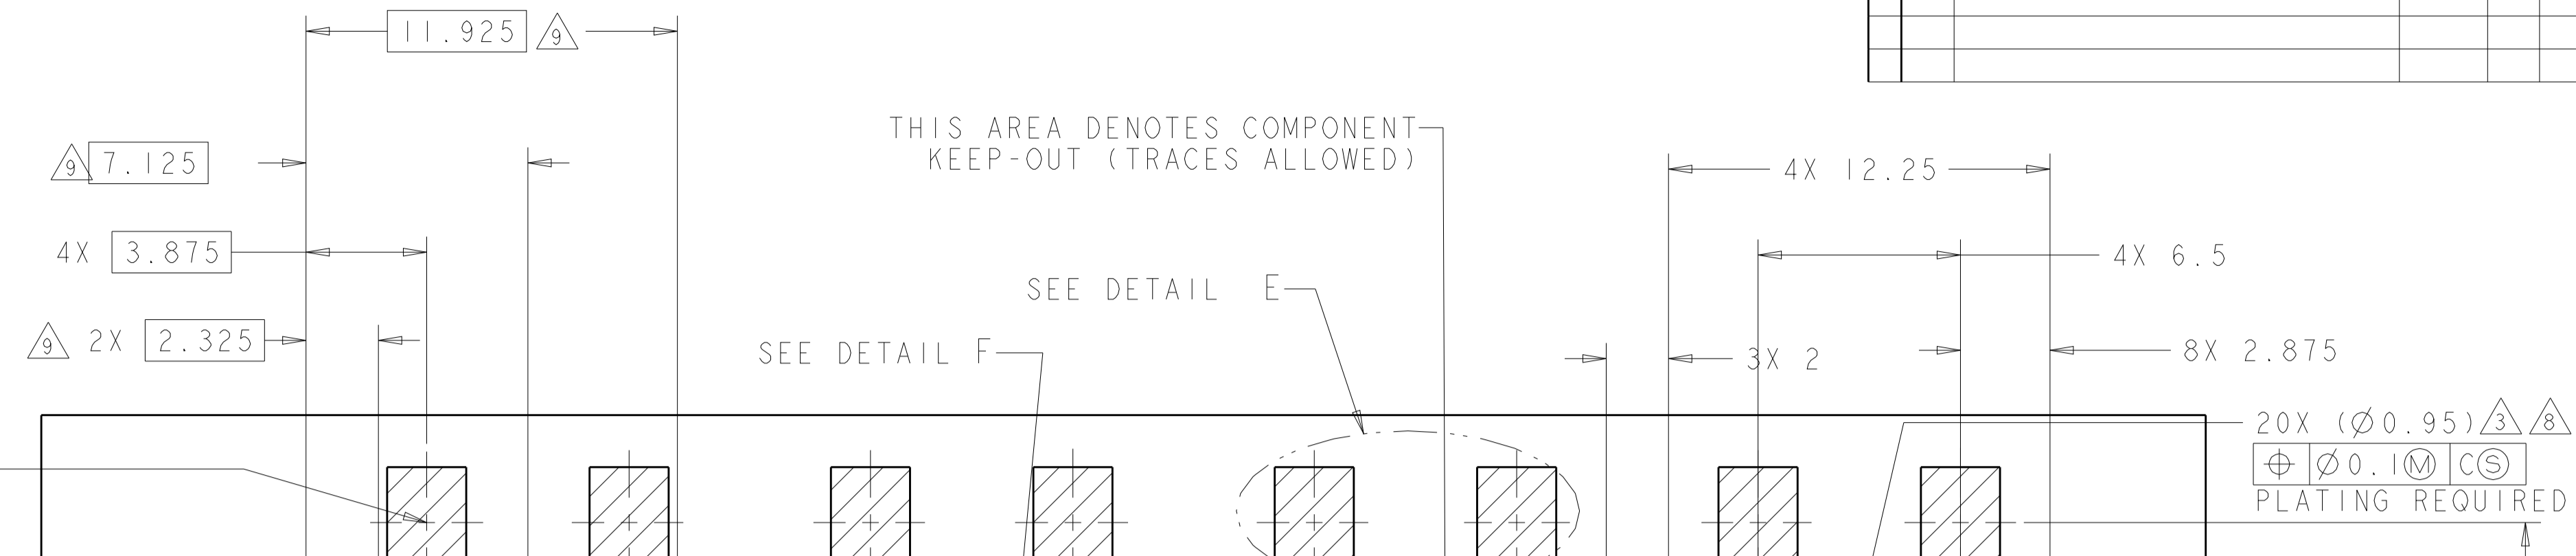 11.925 9
THIS AREA DENOTES COMPONENT
KEEP-OUT (TRACES ALLOWED)
9 7.125
4X 12.25
4X 3.875
4X 6.5
SEE DETAIL E
9 2X 2.325
SEE DETAIL F
3X 2
8X 2.875
20X (Ø0.95) 3 8
⌖ Ø0.1Ⓜ CⓈ
PLATING REQUIRED